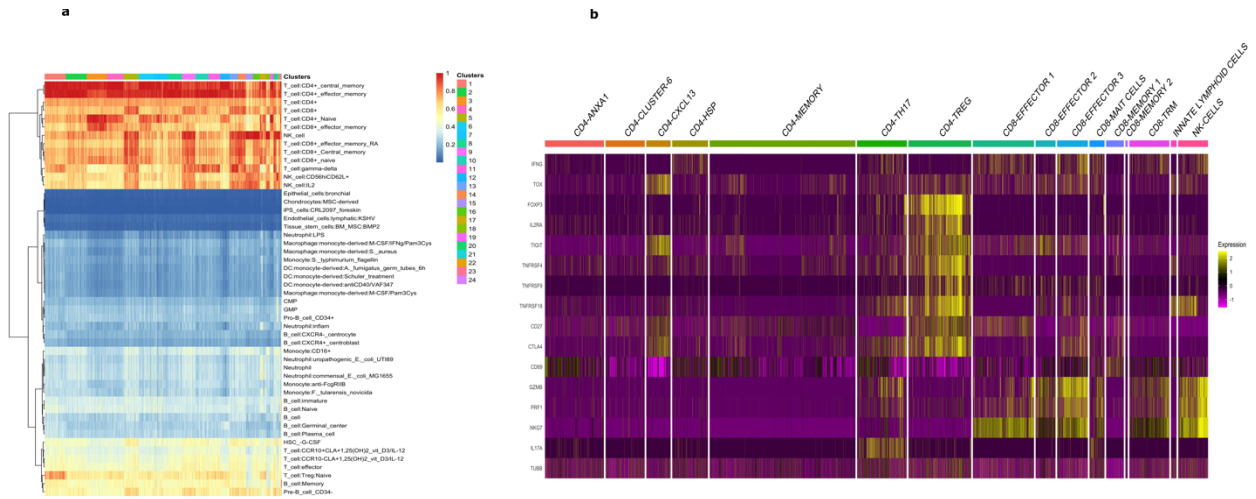 a
Clusters
T_cell:CD4+_central_memory
T_cell:CD4+_effector_memory
T_cell:CD4+
T_cell:CD8+
T_cell:CD4+_Naive
T_cell:CD8+_effector_memory
NK_cell
T_cell:CD8+_effector_memory_RA
T_cell:CD8+_Central_memory
T_cell:CD8+_naive
T_cell:gamma-delta
NK_cell:CD56hiCD62L+
NK_cell:IL2
Epithelial_cells:bronchial
Chondrocytes:MSC-derived
iPS_cells:CRL2097_foreskin
Endothelial_cells:lymphatic:KSHV
Tissue_stem_cells:BM_MSC:BMP2
Neutrophil:LPS
Macrophage:monocyte-derived:M-CSF/IFNg/Pam3Cys
Macrophage:monocyte-derived:S._aureus
Monocyte:S._typhimurium_flagellin
DC:monocyte-derived:A._fumigatus_germ_tubes_6h
DC:monocyte-derived:Schuler_treatment
DC:monocyte-derived:antiCD40/VAF347
Macrophage:monocyte-derived:M-CSF/Pam3Cys
CMP
GMP
Pro-B_cell_CD34+
Neutrophil:inflam
B_cell:CXCR4-_centrocyte
B_cell:CXCR4+_centroblast
Monocyte:CD16+
Neutrophil:uropathogenic_E._coli_UTI89
Neutrophil
Neutrophil:commensal_E._coli_MG1655
Monocyte:anti-FcgRIIB
Monocyte:F._tularensis_novicida
B_cell:immature
B_cell:Naive
B_cell
B_cell:Germinal_center
B_cell:Plasma_cell
HSC_-G-CSF
T_cell:CCR10+CLA+1,25(OH)2_vit_D3/IL-12
T_cell:CCR10-CLA+1,25(OH)2_vit_D3/IL-12
T_cell:effector
T_cell:Treg:Naive
B_cell:Memory
Pre-B_cell_CD34-
1
0.8
0.6
0.4
0.2
Clusters
1
2
3
4
5
6
7
8
9
10
11
12
13
14
15
16
17
18
19
20
21
22
23
24
b
CD4-ANXA1
CD4-CLUSTER-6
CD4-CXCL13
CD4-HSP
CD4-MEMORY
CD4-TH17
CD4-TREG
CD8-EFFECTOR 1
CD8-EFFECTOR 2
CD8-EFFECTOR 3
CD8-MAIT CELLS
CD8-MEMORY 1
CD8-MEMORY 2
CD8-TRM
INNATE LYMPHOID CELLS
NK-CELLS
IFNG
TOX
FOXP3
IL2RA
TIGIT
TNFRSF4
TNFRSF9
TNFRSF18
CD27
CTLA4
CD69
GZMB
PRF1
NKG7
IL17A
TUBB
Expression
2
1
0
-1